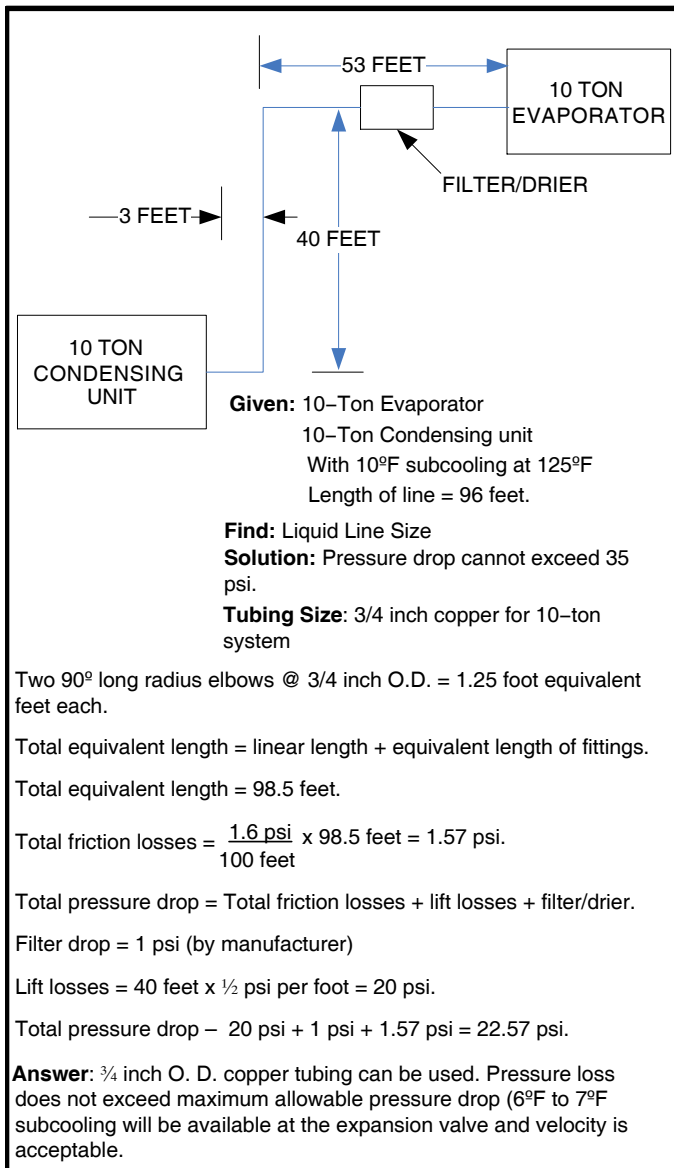 53 FEET
10 TON
EVAPORATOR
FILTER/DRIER
3 FEET
40 FEET
10 TON
CONDENSING
UNIT
Given: 10−Ton Evaporator
10−Ton Condensing unit
With 10ºF subcooling at 125ºF
Length of line = 96 feet.
Find: Liquid Line Size
Solution: Pressure drop cannot exceed 35
psi.
Tubing Size: 3/4 inch copper for 10−ton
system
Two 90º long radius elbows @ 3/4 inch O.D. = 1.25 foot equivalent
feet each.
Total equivalent length = linear length + equivalent length of fittings.
Total equivalent length = 98.5 feet.
Total friction losses = 1.6 psi / 100 feet x 98.5 feet = 1.57 psi.
Total pressure drop = Total friction losses + lift losses + filter/drier.
Filter drop = 1 psi (by manufacturer)
Lift losses = 40 feet x ½ psi per foot = 20 psi.
Total pressure drop − 20 psi + 1 psi + 1.57 psi = 22.57 psi.
Answer: ¾ inch O. D. copper tubing can be used. Pressure loss
does not exceed maximum allowable pressure drop (6ºF to 7ºF
subcooling will be available at the expansion valve and velocity is
acceptable.